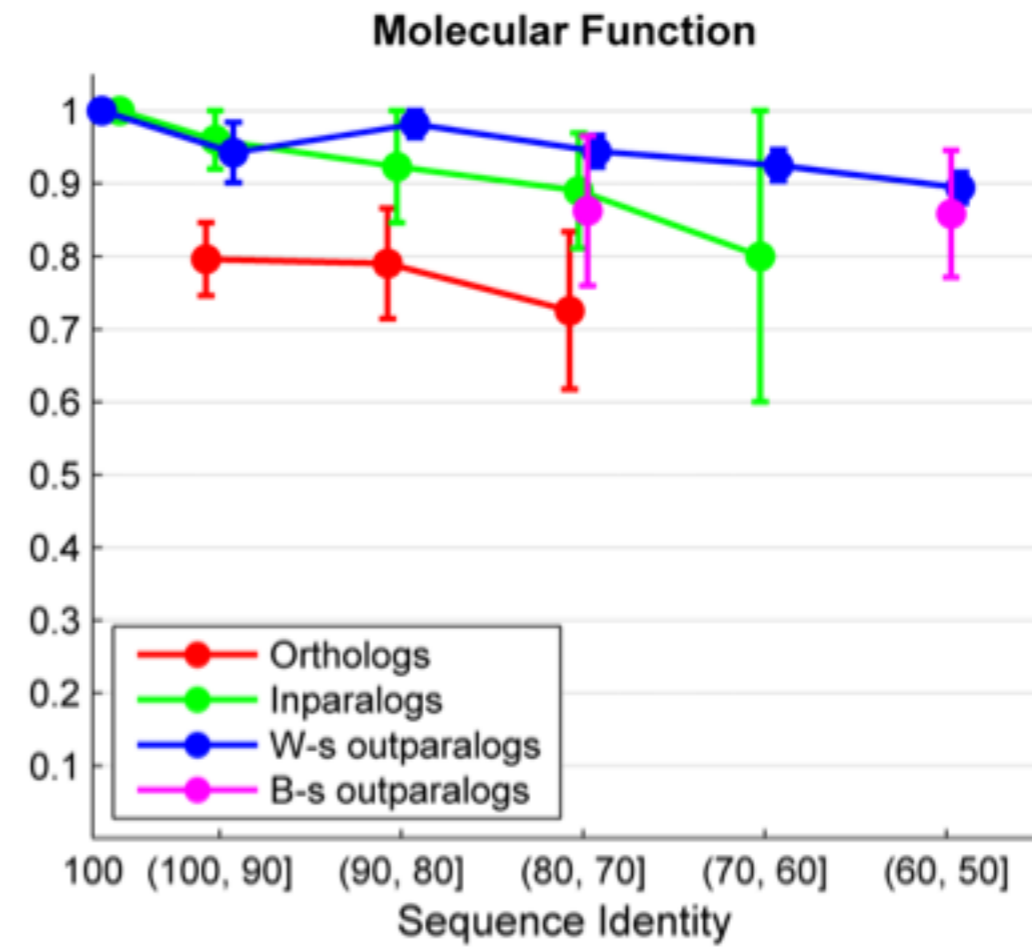 Molecular Function
1
0.9
0.8
0.7
0.6
0.5
0.4
0.3
0.2
0.1
Orthologs
Inparalogs
W-s outparalogs
B-s outparalogs
100 (100, 90] (90, 80] (80, 70] (70, 60] (60, 50]
Sequence Identity